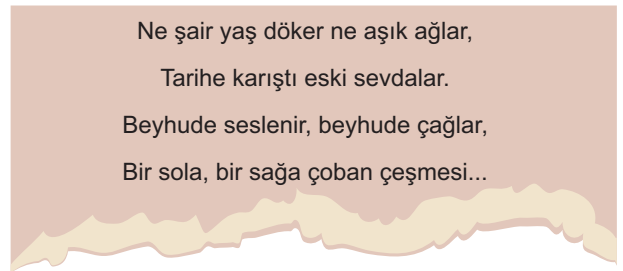 Ne şair yaş döker ne aşık ağlar,
Tarihe karıştı eski sevdalar.
Beyhude seslenir, beyhude çağlar,
Bir sola, bir sağa çoban çeşmesi...